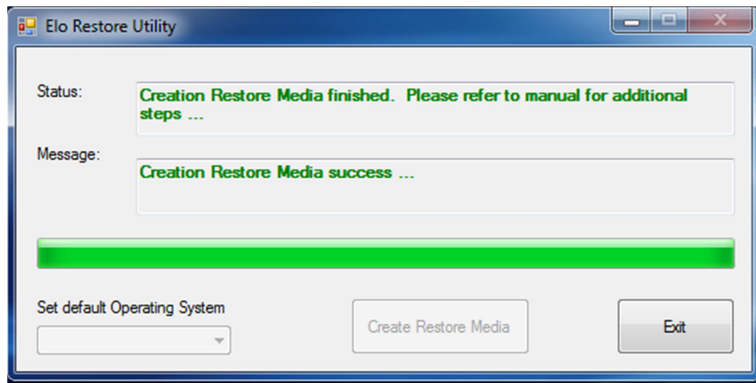 Elo Restore Utility
Status:
Creation Restore Media finished.  Please refer to manual for additional
steps ...
Message:
Creation Restore Media success ...
Set default Operating System
Create Restore Media
Exit